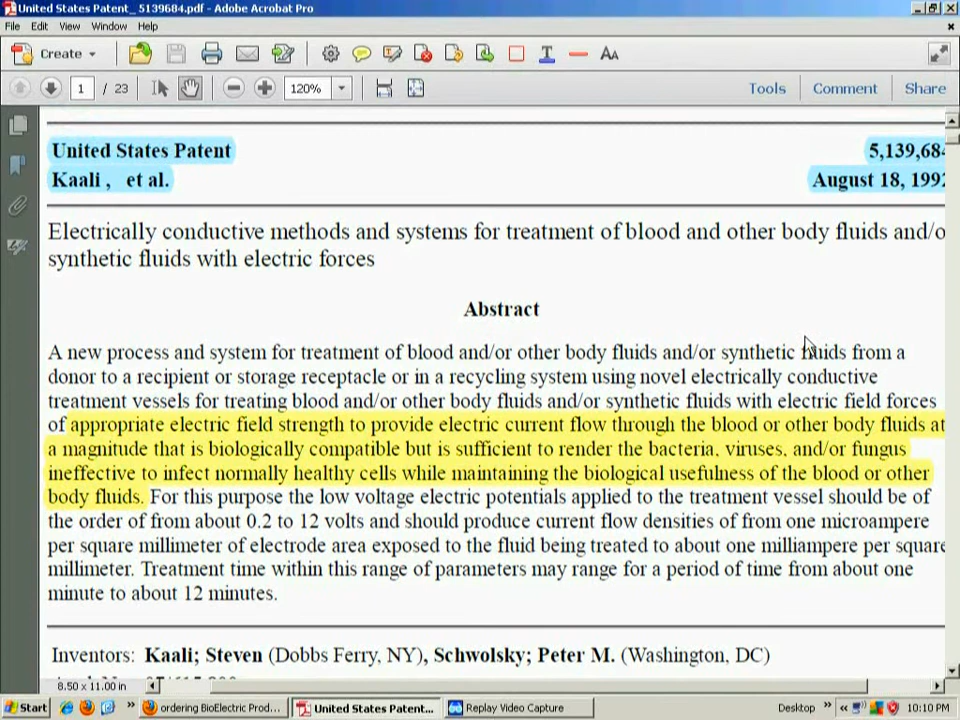 United States Patent_ 5139684.pdf - Adobe Acrobat Pro
File Edit View Window Help
Create
1 / 23 120% Tools Comment Share
United States Patent 5,139,684
Kaali , et al. August 18, 1992
Electrically conductive methods and systems for treatment of blood and other body fluids and/o
synthetic fluids with electric forces
Abstract
A new process and system for treatment of blood and/or other body fluids and/or synthetic fluids from a
donor to a recipient or storage receptacle or in a recycling system using novel electrically conductive
treatment vessels for treating blood and/or other body fluids and/or synthetic fluids with electric field forces
of appropriate electric field strength to provide electric current flow through the blood or other body fluids at
a magnitude that is biologically compatible but is sufficient to render the bacteria, viruses, and/or fungus
ineffective to infect normally healthy cells while maintaining the biological usefulness of the blood or other
body fluids. For this purpose the low voltage electric potentials applied to the treatment vessel should be of
the order of from about 0.2 to 12 volts and should produce current flow densities of from one microampere
per square millimeter of electrode area exposed to the fluid being treated to about one milliampere per square
millimeter. Treatment time within this range of parameters may range for a period of time from about one
minute to about 12 minutes.
Inventors: Kaali; Steven (Dobbs Ferry, NY), Schwolsky; Peter M. (Washington, DC)
8.50 x 11.00 in
Start ordering BioElectric Prod... United States Patent... Replay Video Capture Desktop 10:10 PM